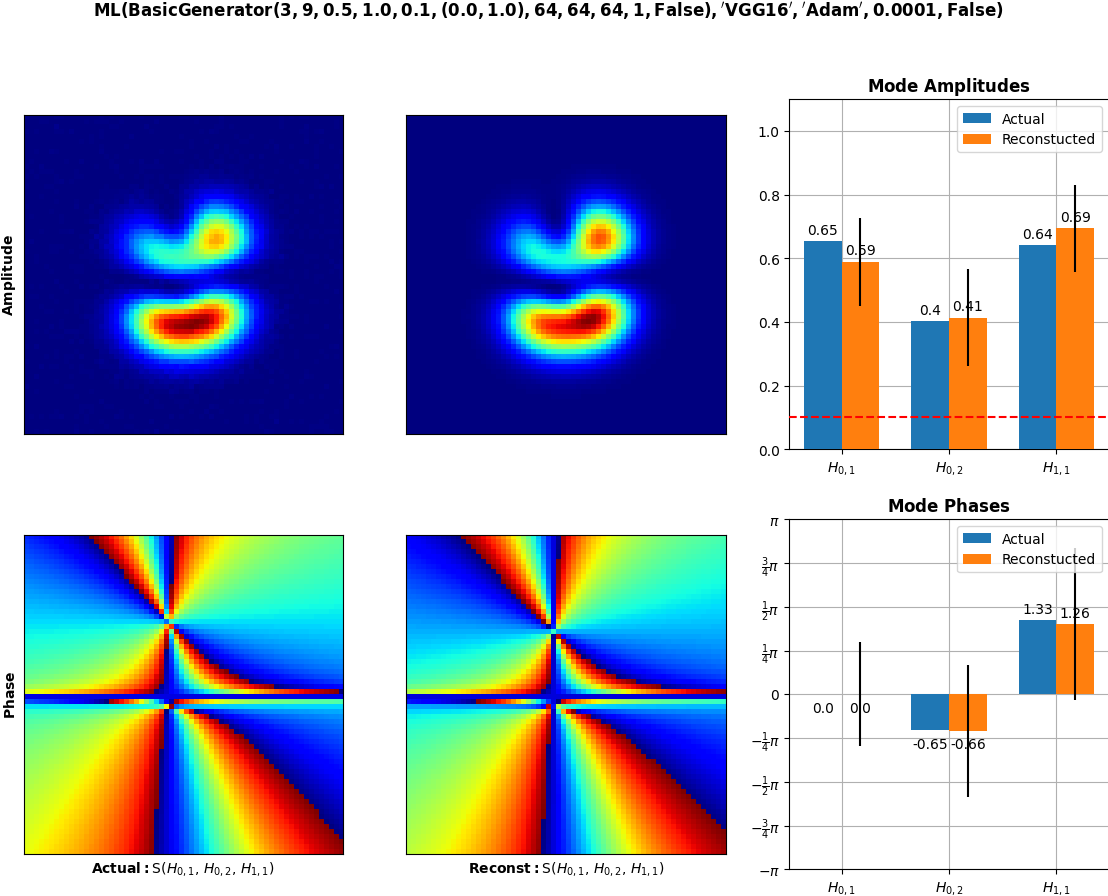 ML(BasicGenerator(3, 9, 0.5, 1.0, 0.1, (0.0, 1.0), 64, 64, 64, 1, False), ′VGG16′, ′Adam′, 0.0001, False)
Amplitude
Mode Amplitudes
Actual
Reconstucted
1.0
0.8
0.6
0.4
0.2
0.0
0.65
0.59
0.4
0.41
0.64
0.69
H0,1
H0,2
H1,1
Phase
Actual: S(H0,1, H0,2, H1,1)
Reconst: S(H0,1, H0,2, H1,1)
Mode Phases
Actual
Reconstucted
π
3/4π
1/2π
1/4π
0
−1/4π
−1/2π
−3/4π
−π
0.0
0.0
-0.65
-0.66
1.33
1.26
H0,1
H0,2
H1,1